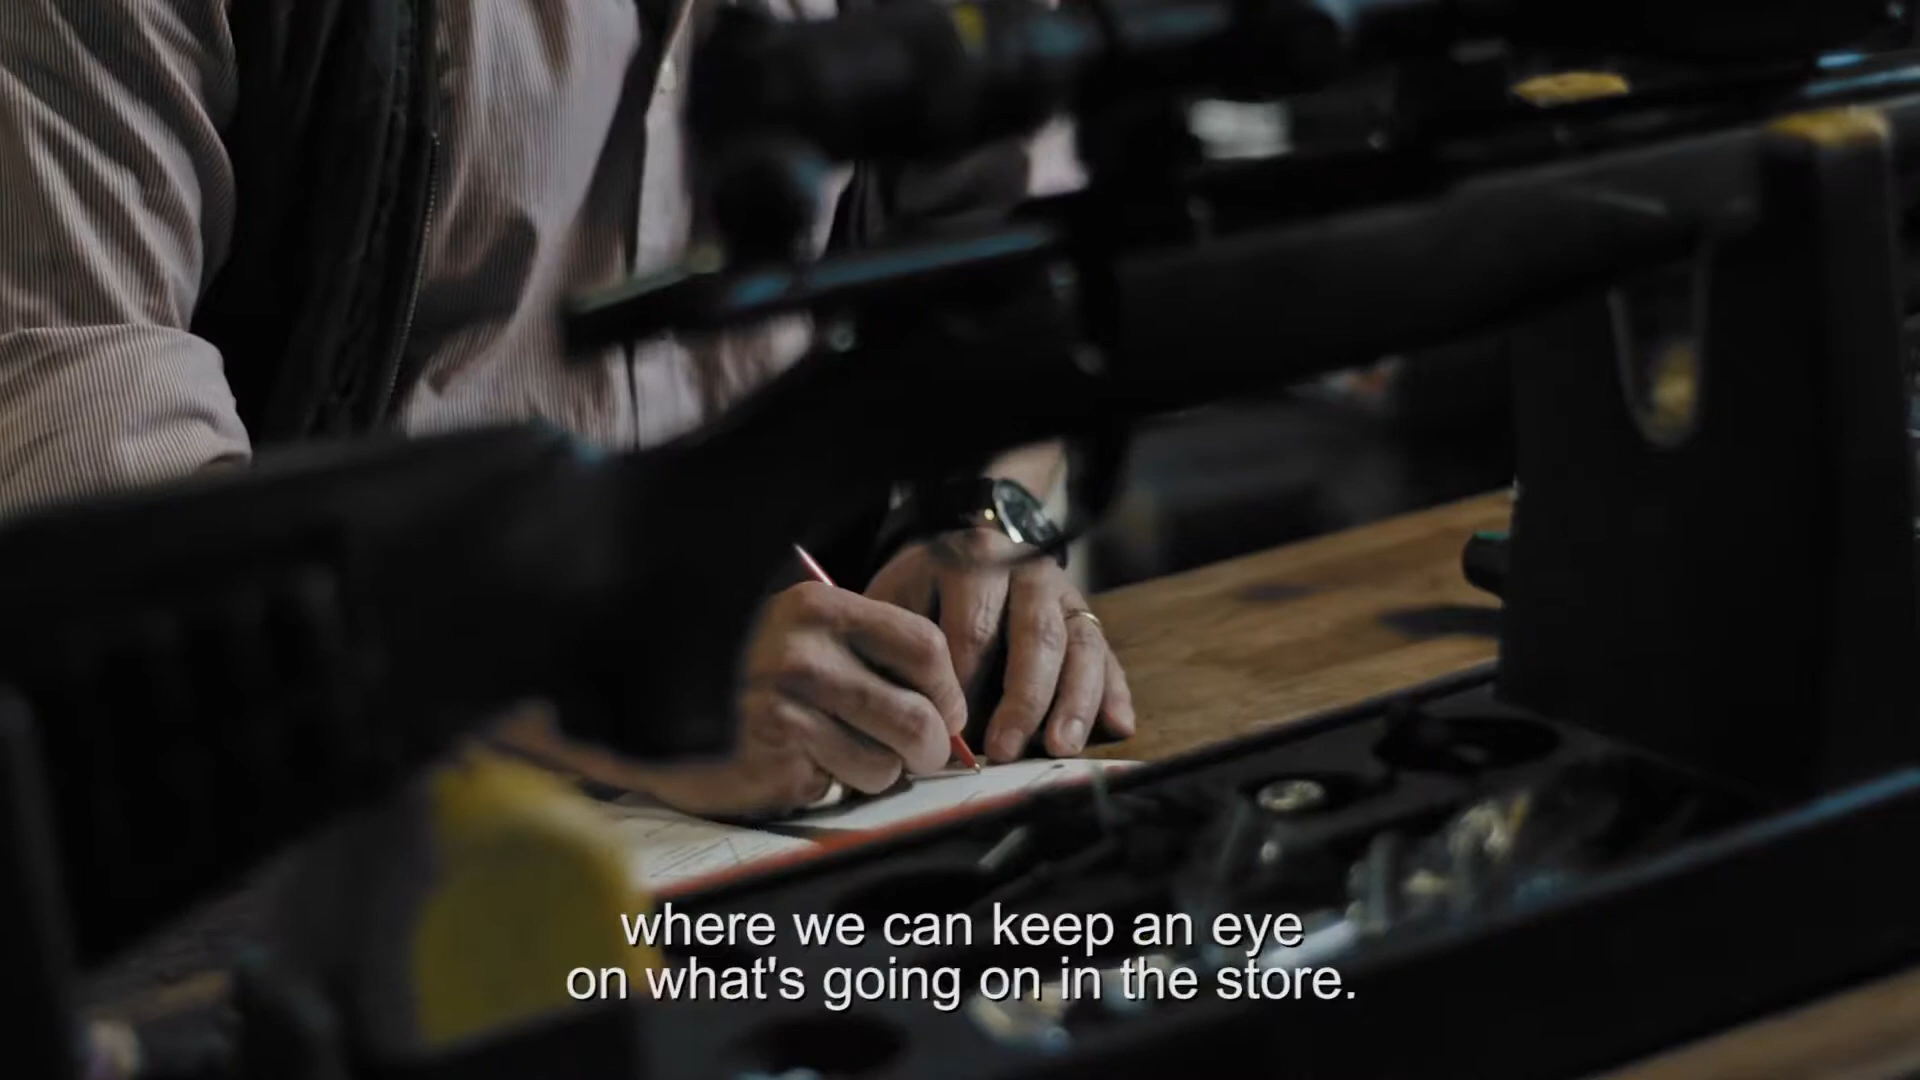 where we can keep an eye
on what's going on in the store.